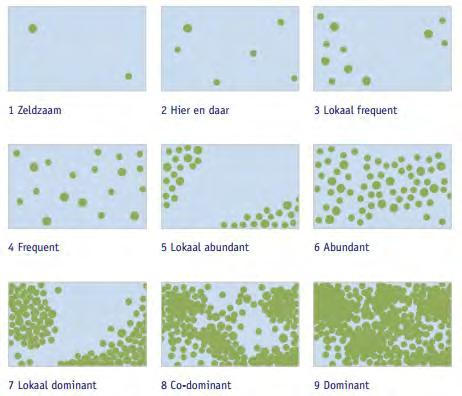 1 Zeldzaam
2 Hier en daar
3 Lokaal frequent
4 Frequent
5 Lokaal abundant
6 Abundant
7 Lokaal dominant
8 Co-dominant
9 Dominant